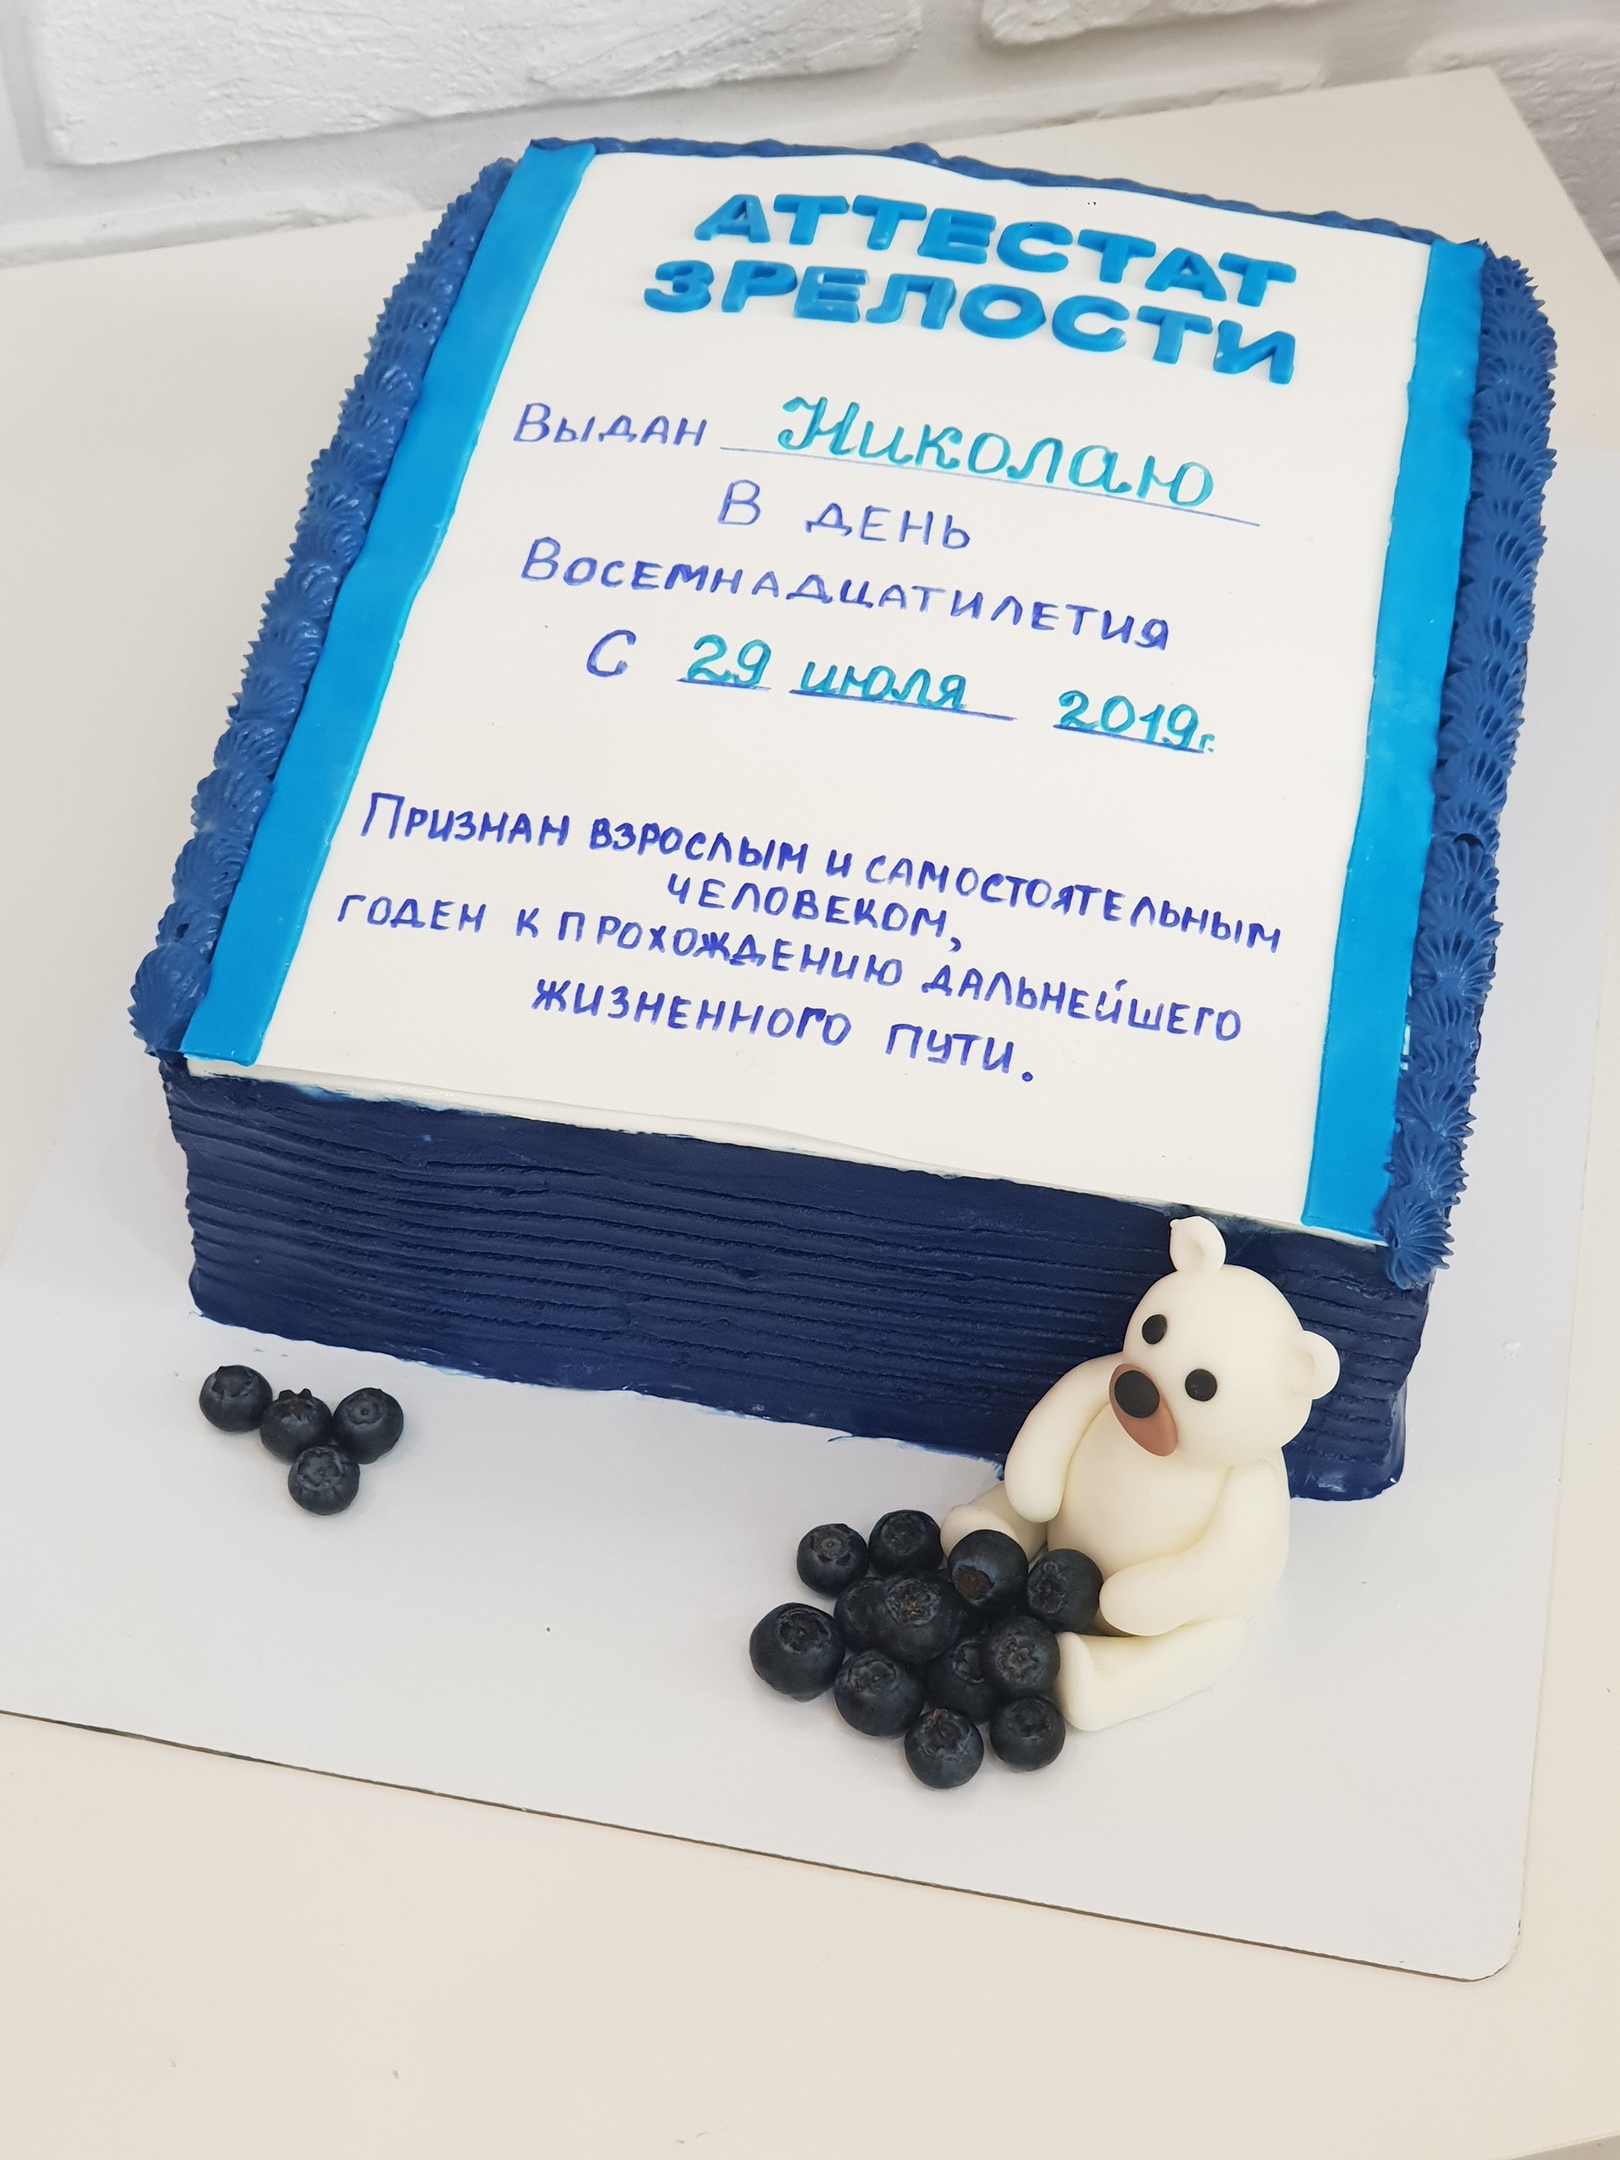 АТТЕСТАТ
ЗРЕЛОСТИ
Выдан Николаю
В день
Восемнадцатилетия
С 29 июля 2019г.
Признан взрослым и самостоятельным
человеком,
годен к прохождению дальнейшего
жизненного пути.